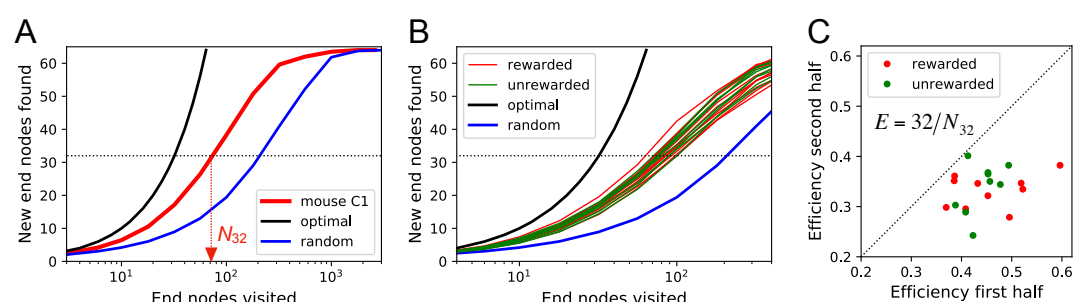 A
New end nodes found
60
50
40
30
20
10
0
10¹
10²
10³
End nodes visited
N₃₂
mouse C1
optimal
random
B
New end nodes found
60
50
40
30
20
10
0
10¹
10²
End nodes visited
rewarded
unrewarded
optimal
random
C
Efficiency second half
0.6
0.5
0.4
0.3
0.2
0.2
0.3
0.4
0.5
0.6
Efficiency first half
rewarded
unrewarded
E = 32/N₃₂